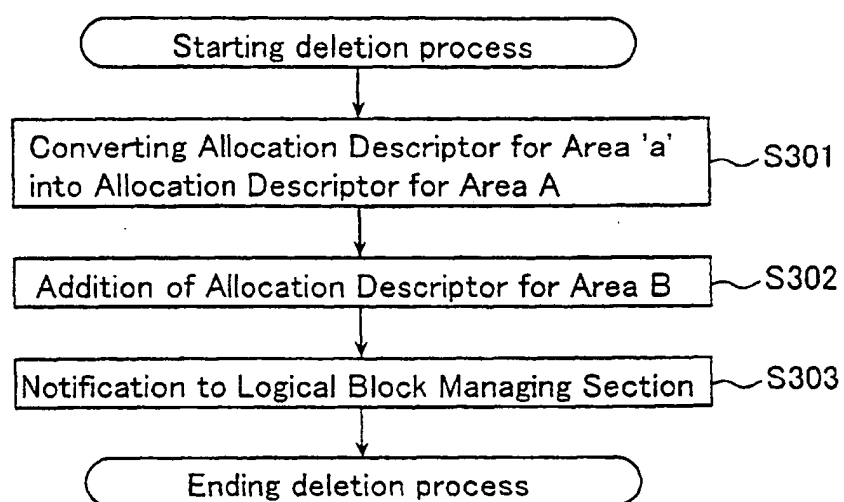 Starting deletion process
Converting Allocation Descriptor for Area 'a'
into Allocation Descriptor for Area A
S301
Addition of Allocation Descriptor for Area B
S302
Notification to Logical Block Managing Section
S303
Ending deletion process